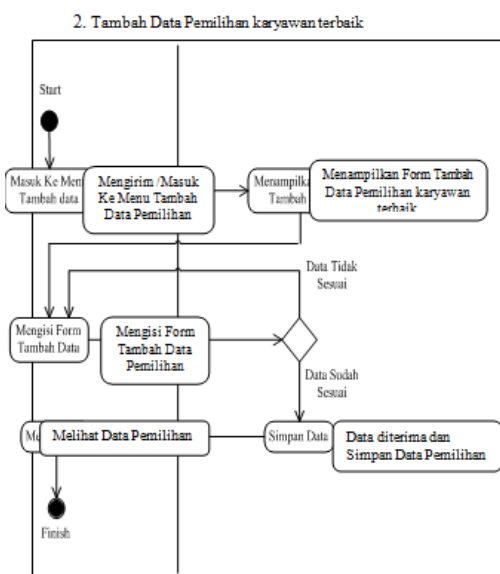 2. Tambah Data Pemilihan karyawan terbaik
Start
Masuk Ke Menu
Tambah data
Mengirim /Masuk
Ke Menu Tambah
Data Pemilihan
Menampilka
Tambah
Menampilkan Form Tambah
Data Pemilihan karyawan
terbaik
Data Tidak
Sesuai
Mengisi Form
Tambah Data
Mengisi Form
Tambah Data
Pemilihan
Data Sudah
Sesuai
Me
Melihat Data Pemilihan
Simpan Data
Data diterima dan
Simpan Data Pemilihan
Finish